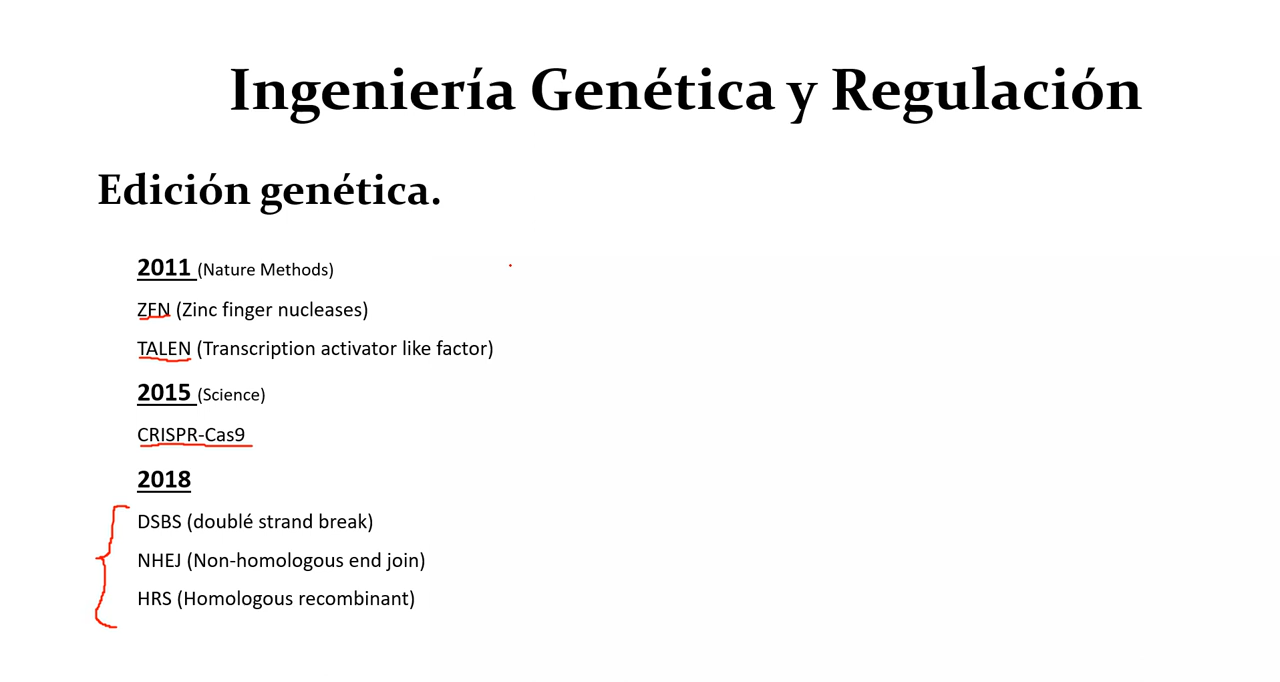 Ingeniería Genética y Regulación
Edición genética.
2011 (Nature Methods)
ZFN (Zinc finger nucleases)
TALEN (Transcription activator like factor)
2015 (Science)
CRISPR-Cas9
2018
DSBS (doublé strand break)
NHEJ (Non-homologous end join)
HRS (Homologous recombinant)